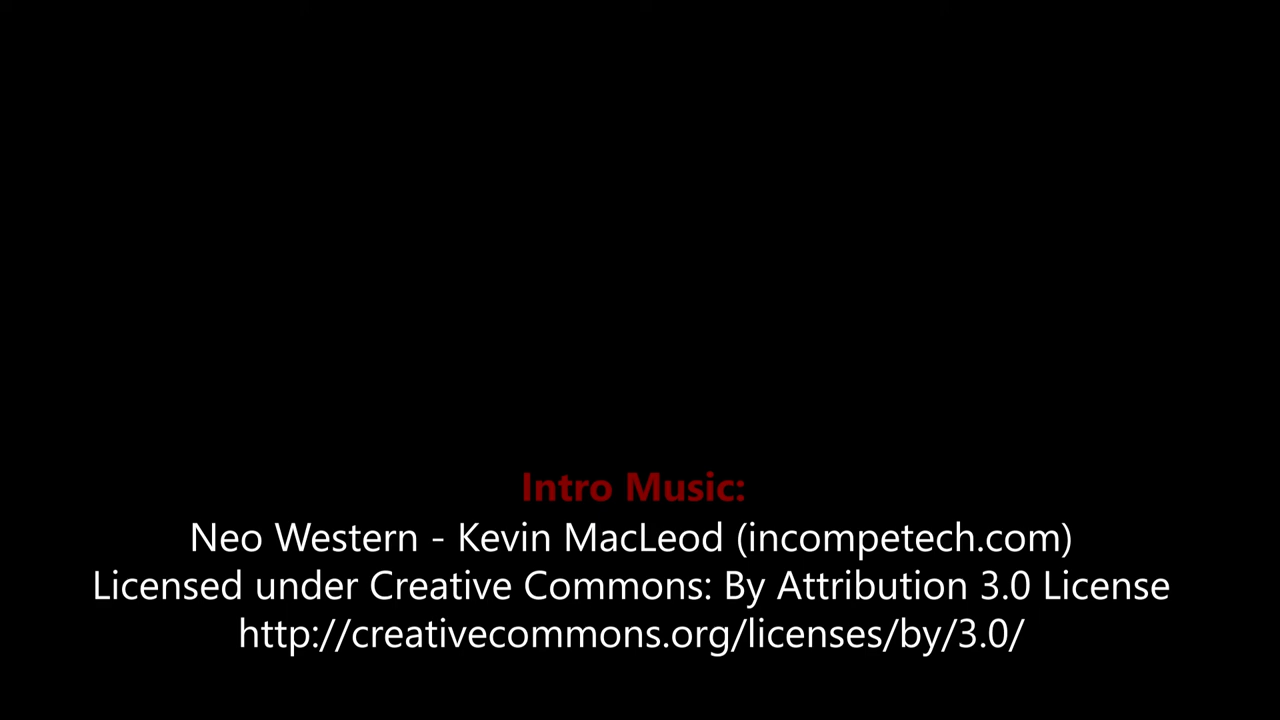 Intro Music:
Neo Western - Kevin MacLeod (incompetech.com)
Licensed under Creative Commons: By Attribution 3.0 License
http://creativecommons.org/licenses/by/3.0/